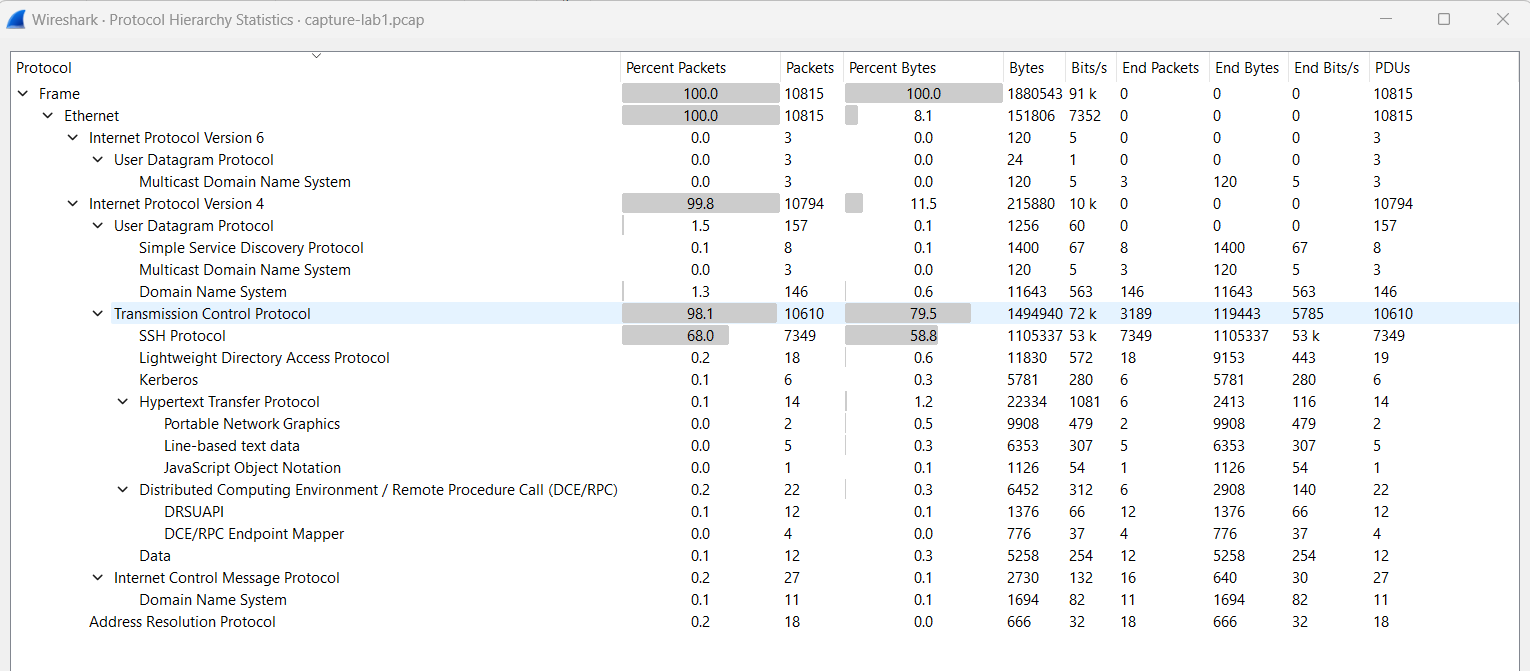 Wireshark · Protocol Hierarchy Statistics · capture-lab1.pcap
Protocol Percent Packets Packets Percent Bytes Bytes Bits/s End Packets End Bytes End Bits/s PDUs
Frame 100.0 10815 100.0 1880543 91 k 0 0 0 10815
Ethernet 100.0 10815 8.1 151806 7352 0 0 0 10815
Internet Protocol Version 6 0.0 3 0.0 120 5 0 0 0 3
User Datagram Protocol 0.0 3 0.0 24 1 0 0 0 3
Multicast Domain Name System 0.0 3 0.0 120 5 3 120 5 3
Internet Protocol Version 4 99.8 10794 11.5 215880 10 k 0 0 0 10794
User Datagram Protocol 1.5 157 0.1 1256 60 0 0 0 157
Simple Service Discovery Protocol 0.1 8 0.1 1400 67 8 1400 67 8
Multicast Domain Name System 0.0 3 0.0 120 5 3 120 5 3
Domain Name System 1.3 146 0.6 11643 563 146 11643 563 146
Transmission Control Protocol 98.1 10610 79.5 1494940 72 k 3189 119443 5785 10610
SSH Protocol 68.0 7349 58.8 1105337 53 k 7349 1105337 53 k 7349
Lightweight Directory Access Protocol 0.2 18 0.6 11830 572 18 9153 443 19
Kerberos 0.1 6 0.3 5781 280 6 5781 280 6
Hypertext Transfer Protocol 0.1 14 1.2 22334 1081 6 2413 116 14
Portable Network Graphics 0.0 2 0.5 9908 479 2 9908 479 2
Line-based text data 0.0 5 0.3 6353 307 5 6353 307 5
JavaScript Object Notation 0.0 1 0.1 1126 54 1 1126 54 1
Distributed Computing Environment / Remote Procedure Call (DCE/RPC) 0.2 22 0.3 6452 312 6 2908 140 22
DRSUAPI 0.1 12 0.1 1376 66 12 1376 66 12
DCE/RPC Endpoint Mapper 0.0 4 0.0 776 37 4 776 37 4
Data 0.1 12 0.3 5258 254 12 5258 254 12
Internet Control Message Protocol 0.2 27 0.1 2730 132 16 640 30 27
Domain Name System 0.1 11 0.1 1694 82 11 1694 82 11
Address Resolution Protocol 0.2 18 0.0 666 32 18 666 32 18